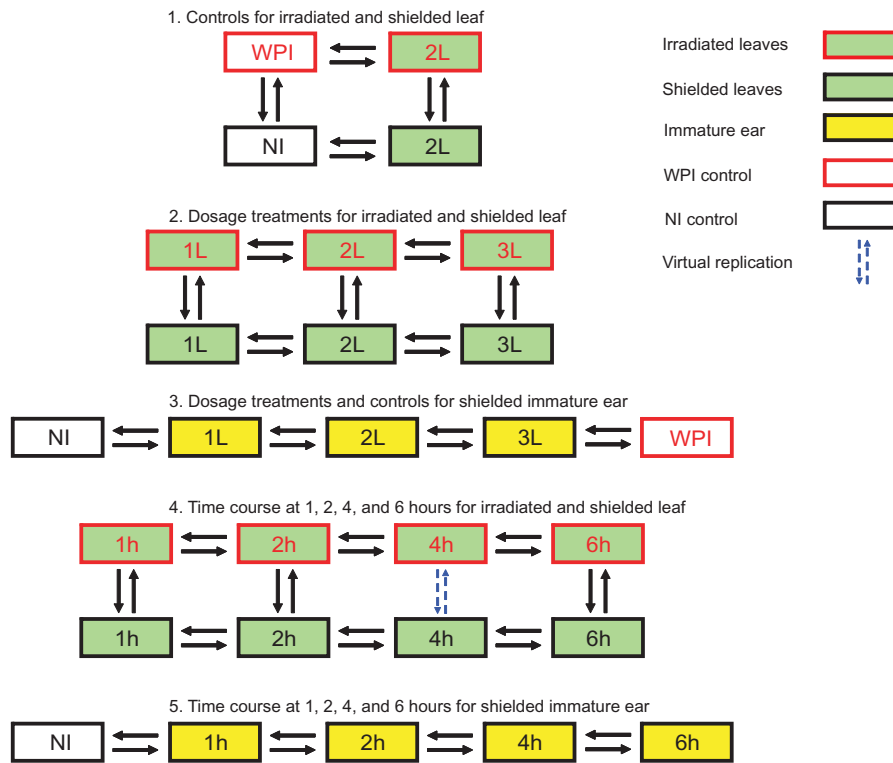 1. Controls for irradiated and shielded leaf
WPI 2L
NI 2L
Irradiated leaves
Shielded leaves
Immature ear
WPI control
NI control
Virtual replication
2. Dosage treatments for irradiated and shielded leaf
1L 2L 3L
1L 2L 3L
3. Dosage treatments and controls for shielded immature ear
NI 1L 2L 3L WPI
4. Time course at 1, 2, 4, and 6 hours for irradiated and shielded leaf
1h 2h 4h 6h
1h 2h 4h 6h
5. Time course at 1, 2, 4, and 6 hours for shielded immature ear
NI 1h 2h 4h 6h